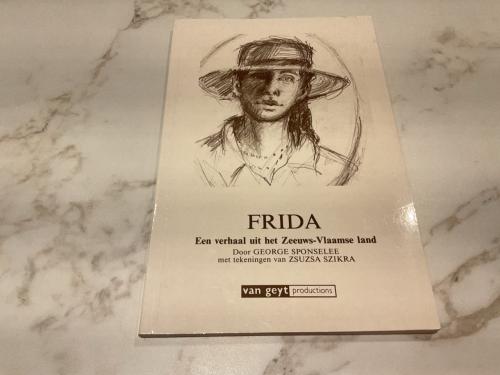 FRIDA
Een verhaal uit het Zeeuws-Vlaamse land
Door GEORGE SPONSELEE
met tekeningen van ZSUZSA SZIKRA
van geyt productions